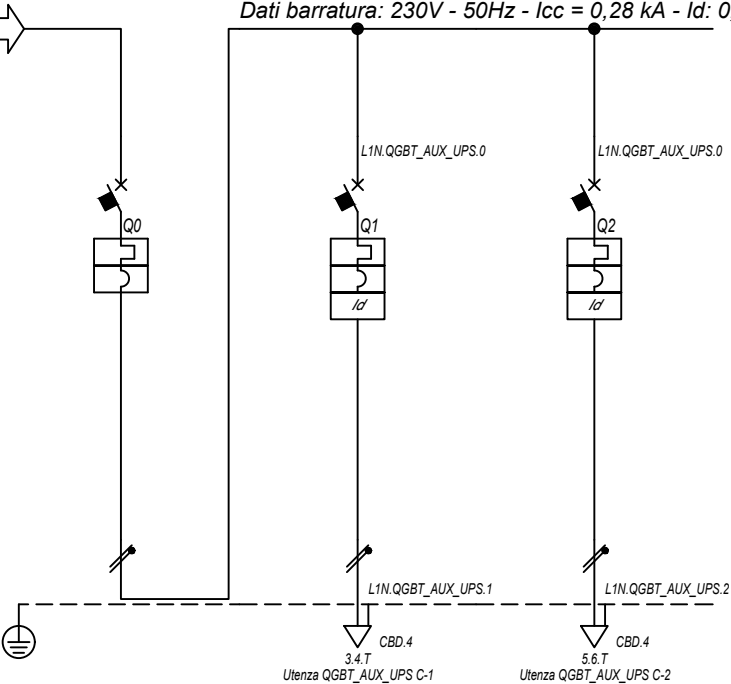 Dati barratura: 230V - 50Hz - Icc = 0,28 kA - Id: 0,
L1N.QGBT_AUX_UPS.0
L1N.QGBT_AUX_UPS.0
Q0
Q1
Q2
Id
Id
L1N.QGBT_AUX_UPS.1
L1N.QGBT_AUX_UPS.2
CBD.4
CBD.4
3.4.T
5.6.T
Utenza QGBT_AUX_UPS C-1
Utenza QGBT_AUX_UPS C-2